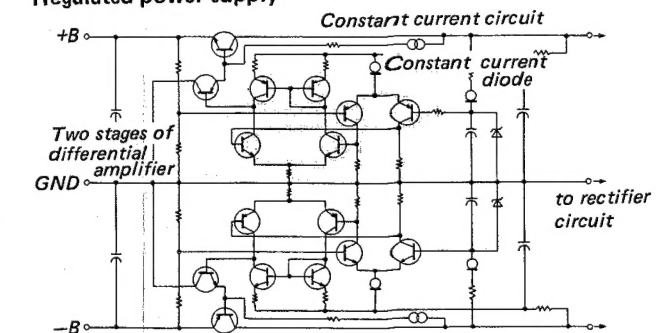 Regulated power supply
Constant current circuit
+B
Constant current
diode
Two stages of
differential
amplifier
GND
to rectifier
circuit
−B